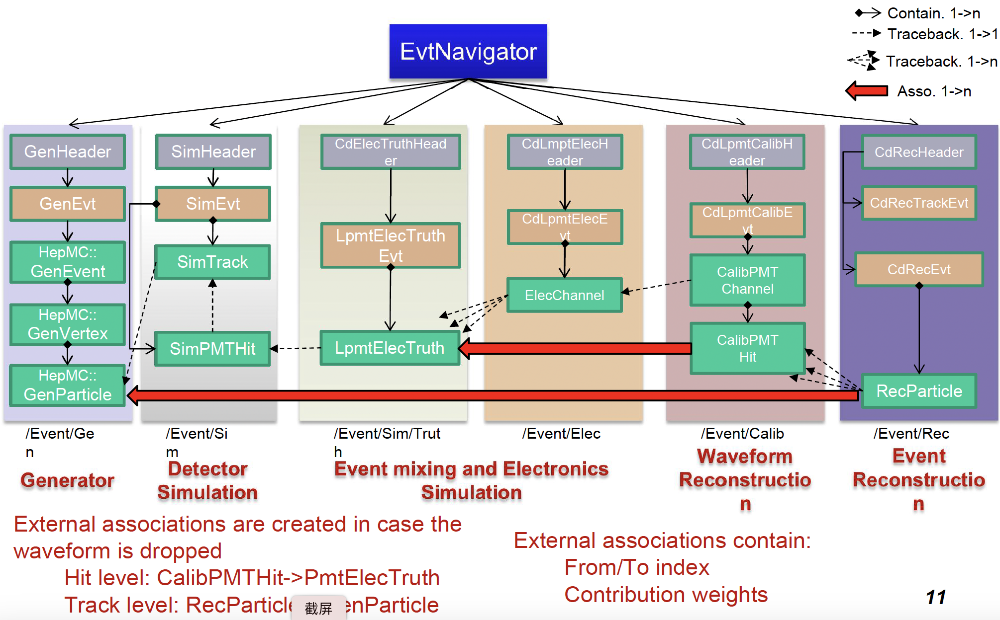 Contain. 1->n
Traceback. 1->1
Traceback. 1->n
Asso. 1->n
EvtNavigator
GenHeader
GenEvt
HepMC::
GenEvent
HepMC::
GenVertex
HepMC::
GenParticle
/Event/Ge
n
Generator
SimHeader
SimEvt
SimTrack
SimPMTHit
/Event/Si
m
Detector
Simulation
CdElecTruthHead
er
LpmtElecTruth
Evt
LpmtElecTruth
/Event/Sim/Trut
h
CdLmptElecH
eader
CdLpmtElecE
vt
ElecChannel
/Event/Elec
Event mixing and Electronics
Simulation
CdLpmtCalibH
eader
CdLpmtCalibE
vt
CalibPMT
Channel
CalibPMT
Hit
/Event/Calib
Waveform
Reconstructio
n
CdRecHeader
CdRecTrackEvt
CdRecEvt
RecParticle
/Event/Rec
Event
Reconstructio
n
External associations are created in case the
waveform is dropped
Hit level: CalibPMTHit->PmtElecTruth
Track level:
截屏
External associations contain:
From/To index
Contribution weights
11